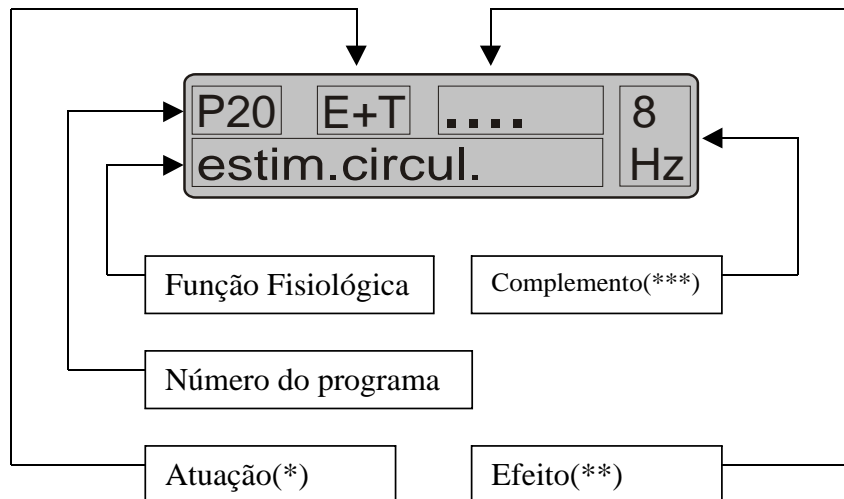 P20 E+T .... 8
estim.circul. Hz
Função Fisiológica Complemento(***)
Número do programa
Atuação(*) Efeito(**)